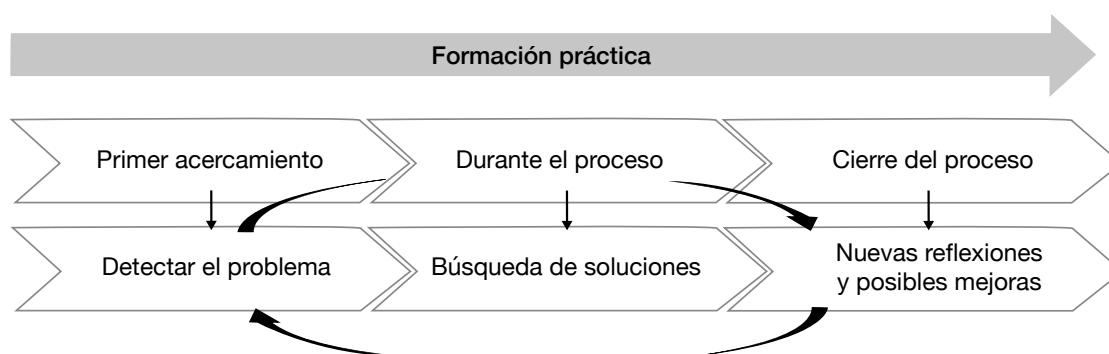 Formación práctica
Primer acercamiento
Durante el proceso
Cierre del proceso
Detectar el problema
Búsqueda de soluciones
Nuevas reflexiones
y posibles mejoras